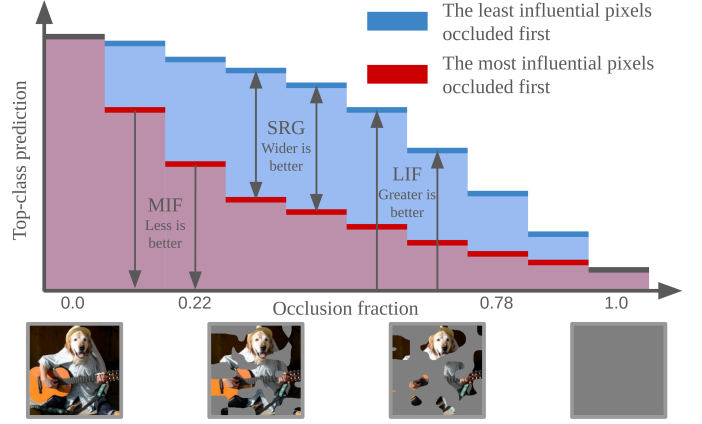 The least influential pixels
occluded first
The most influential pixels
occluded first
Top-class prediction
SRG
Wider is
better
MIF
Less is
better
LIF
Greater is
better
0.0
0.22
Occlusion fraction
0.78
1.0